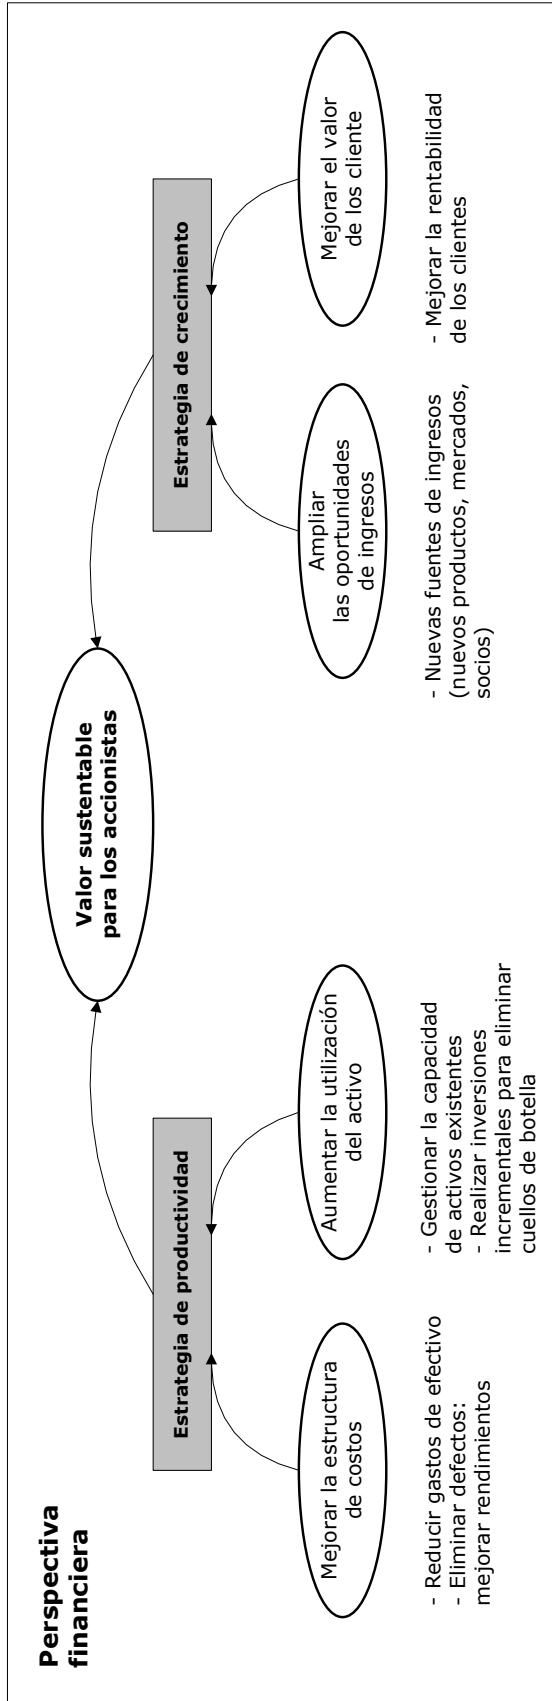 Perspectiva
financiera
Valor sustentable
para los accionistas
Estrategia de productividad
Estrategia de crecimiento
Mejorar la estructura
de costos
Aumentar la utilización
del activo
Ampliar
las oportunidades
de ingresos
Mejorar el valor
de los cliente
- Reducir gastos de efectivo
- Eliminar defectos:
mejorar rendimientos
- Gestionar la capacidad
de activos existentes
- Realizar inversiones
incrementales para eliminar
cuellos de botella
- Nuevas fuentes de ingresos
(nuevos productos, mercados,
socios)
- Mejorar la rentabilidad
de los clientes